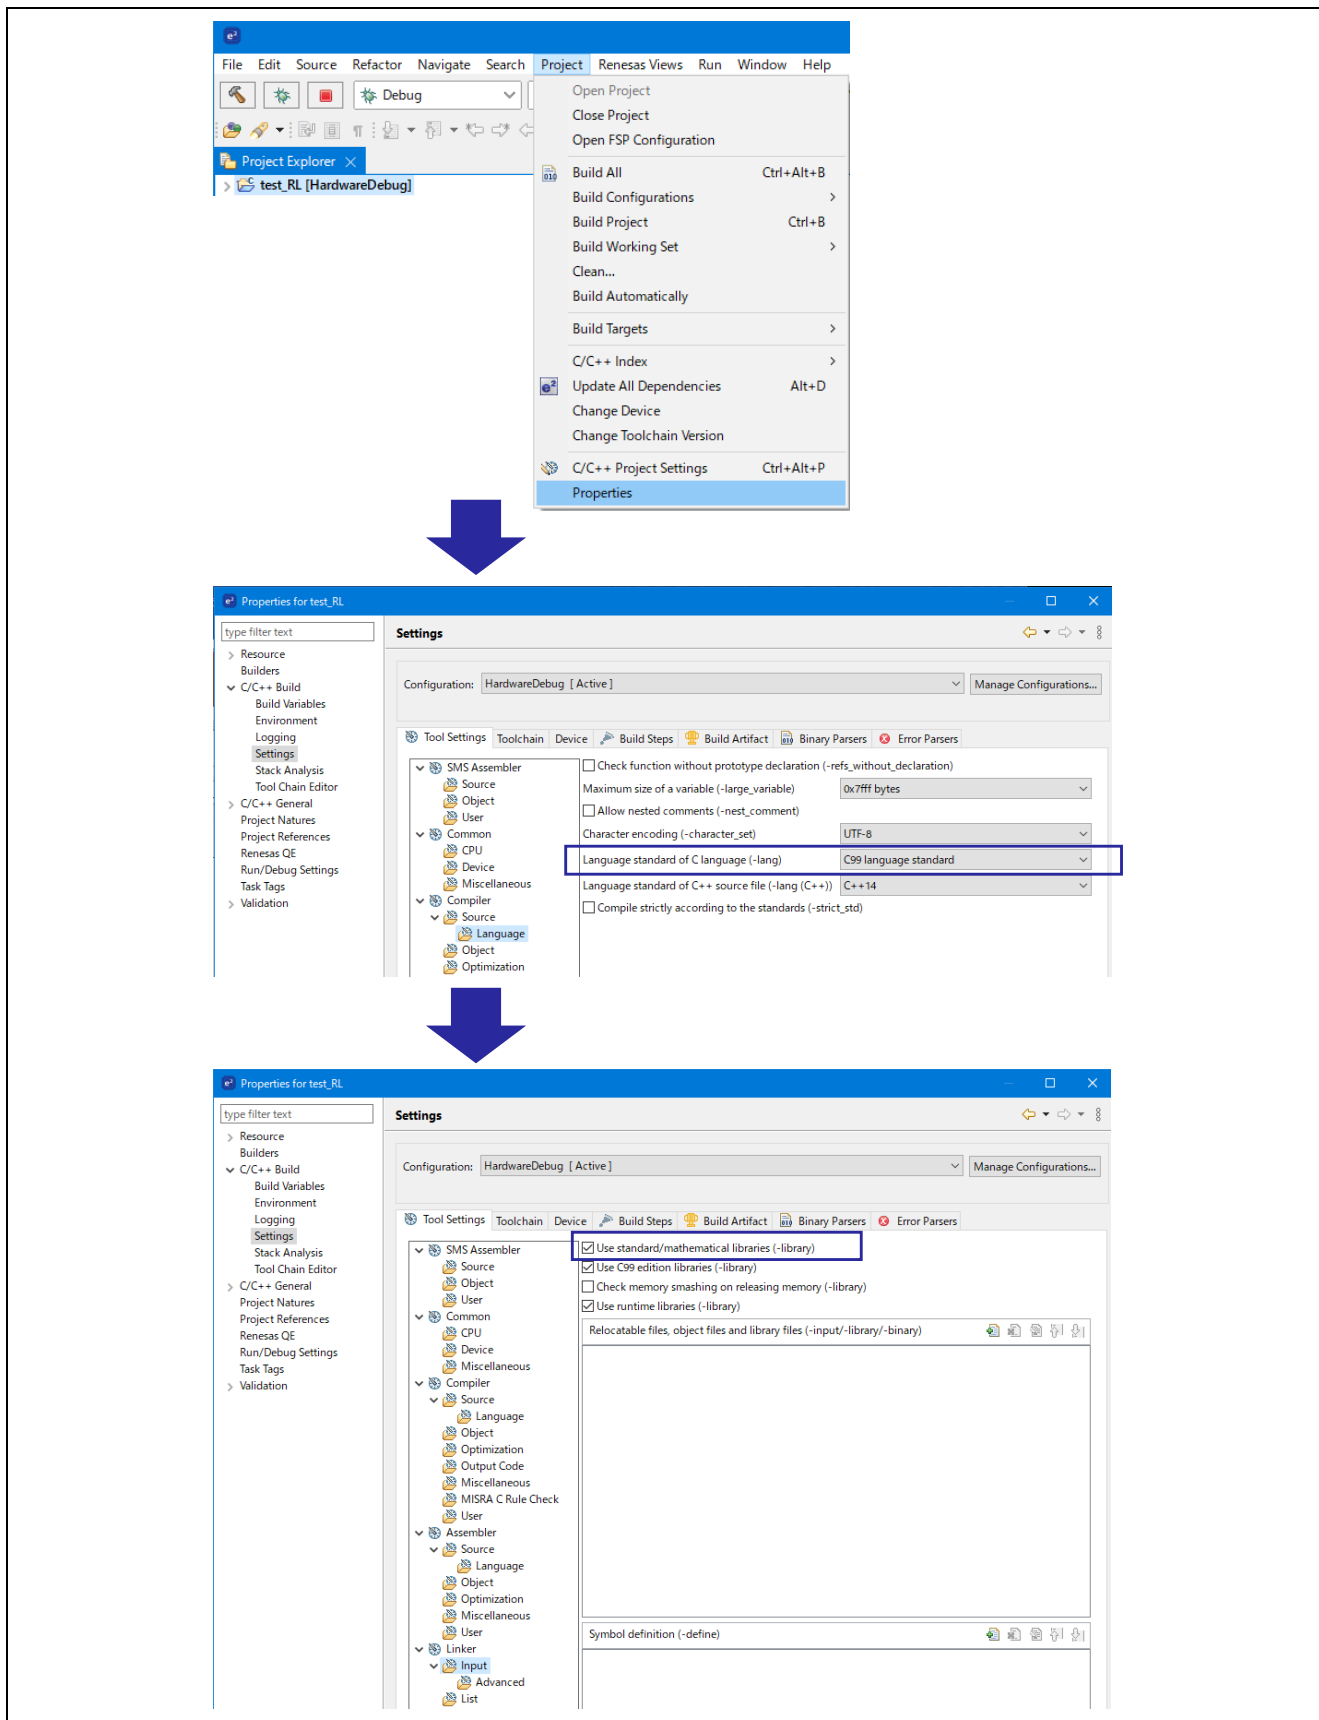 File Edit Source Refactor Navigate Search Project Renesas Views Run Window Help
Debug
Open Project
Close Project
Open FSP Configuration
Project Explorer
test_RL [HardwareDebug]
Build All Ctrl+Alt+B
Build Configurations
Build Project Ctrl+B
Build Working Set
Clean...
Build Automatically
Build Targets
C/C++ Index
Update All Dependencies Alt+D
Change Device
Change Toolchain Version
C/C++ Project Settings Ctrl+Alt+P
Properties
Properties for test_RL
type filter text
Resource
Builders
C/C++ Build
Build Variables
Environment
Logging
Settings
Stack Analysis
Tool Chain Editor
C/C++ General
Project Natures
Project References
Renesas QE
Run/Debug Settings
Task Tags
Validation
Settings
Configuration: HardwareDebug [ Active ] Manage Configurations...
Tool Settings Toolchain Device Build Steps Build Artifact Binary Parsers Error Parsers
SMS Assembler
Source
Object
User
Common
CPU
Device
Miscellaneous
Compiler
Source
Language
Object
Optimization
Check function without prototype declaration (-refs_without_declaration)
Maximum size of a variable (-large_variable) 0x7fff bytes
Allow nested comments (-nest_comment)
Character encoding (-character_set) UTF-8
Language standard of C language (-lang) C99 language standard
Language standard of C++ source file (-lang (C++)) C++14
Compile strictly according to the standards (-strict_std)
Properties for test_RL
type filter text
Resource
Builders
C/C++ Build
Build Variables
Environment
Logging
Settings
Stack Analysis
Tool Chain Editor
C/C++ General
Project Natures
Project References
Renesas QE
Run/Debug Settings
Task Tags
Validation
Settings
Configuration: HardwareDebug [ Active ] Manage Configurations...
Tool Settings Toolchain Device Build Steps Build Artifact Binary Parsers Error Parsers
SMS Assembler
Source
Object
User
Common
CPU
Device
Miscellaneous
Compiler
Source
Language
Object
Optimization
Output Code
Miscellaneous
MISRA C Rule Check
User
Assembler
Source
Language
Object
Optimization
Miscellaneous
User
Linker
Input
Advanced
List
Use standard/mathematical libraries (-library)
Use C99 edition libraries (-library)
Check memory smashing on releasing memory (-library)
Use runtime libraries (-library)
Relocatable files, object files and library files (-input/-library/-binary)
Symbol definition (-define)